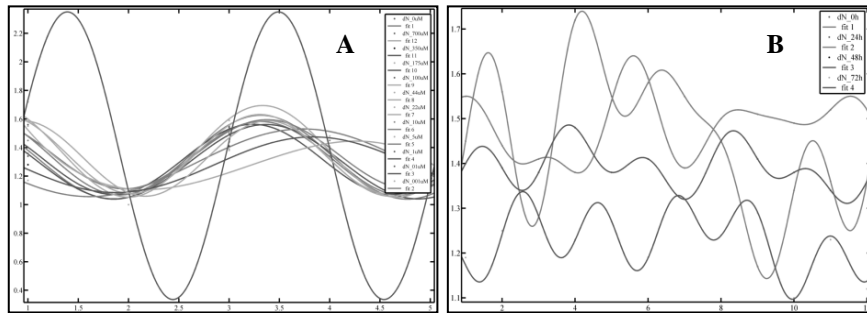 A
2.2
2
1.8
1.6
1.4
1.2
1
0.8
0.6
0.4
1
1.5
2
2.5
3
3.5
4
4.5
5
dN_0uM
fit 1
dN_700uM
fit 12
dN_350uM
fit 11
dN_175uM
fit 10
dN_100uM
fit 9
dN_44uM
fit 8
dN_22uM
fit 7
dN_10uM
fit 6
dN_3uM
fit 5
dN_1uM
fit 4
dN_01uM
fit 3
dN_001uM
fit 2
B
1.7
1.6
1.5
1.4
1.3
1.2
1.1
2
4
6
8
10
dN_0h
fit 1
dN_24h
fit 2
dN_48h
fit 3
dN_72h
fit 4